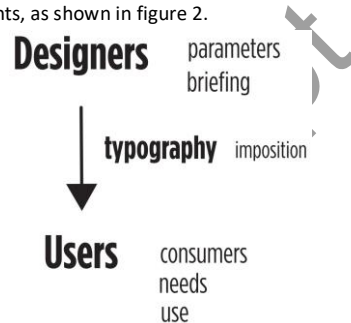 nts, as shown in figure 2.
Designers parameters
briefing
typography imposition
Users consumers
needs
use